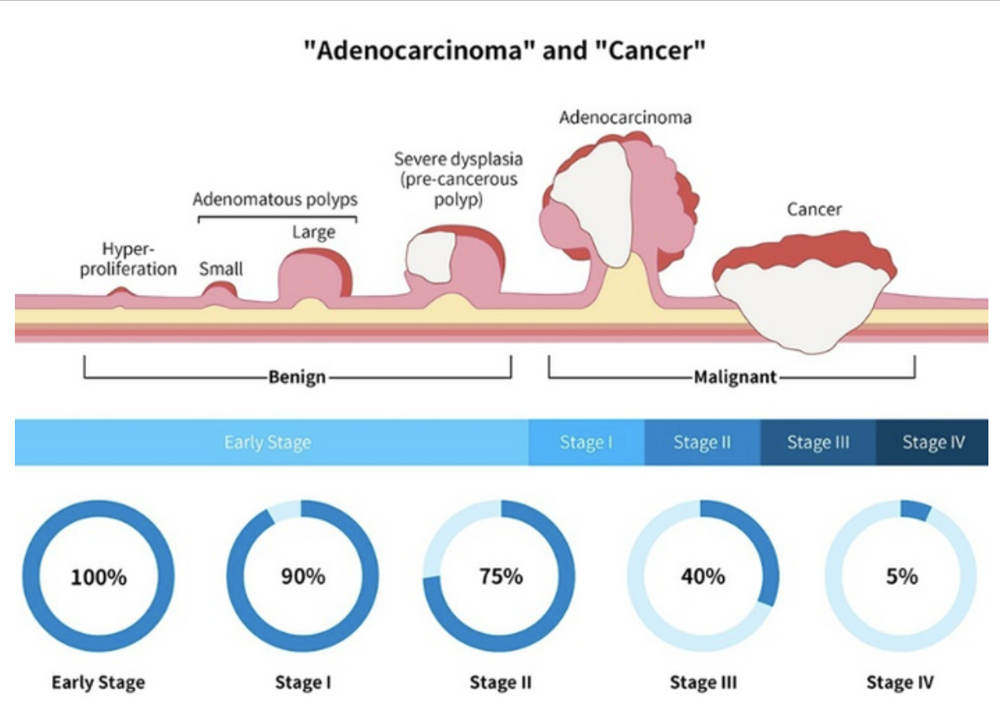 "Adenocarcinoma" and "Cancer"
Adenocarcinoma
Severe dysplasia
(pre-cancerous
polyp)
Adenomatous polyps
Cancer
Large
Hyper-
proliferation
Small
Benign
Malignant
Early Stage
Stage I
Stage II
Stage III
Stage IV
100%
90%
75%
40%
5%
Early Stage
Stage I
Stage II
Stage III
Stage IV